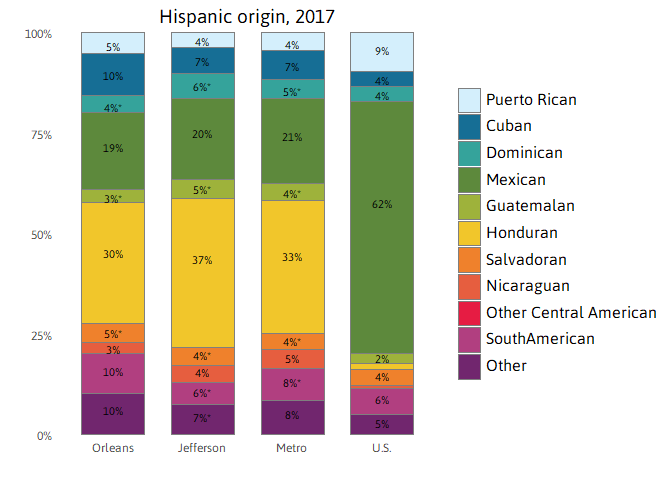 Hispanic origin, 2017
100%
75%
50%
25%
0%
5%
10%
4%*
19%
3%*
30%
5%*
3%
10%
10%
4%
7%
6%*
20%
5%*
37%
4%*
4%
6%*
7%*
4%
7%
5%*
21%
4%*
33%
4%*
5%
8%*
8%
9%
4%
4%
62%
2%
4%
6%
5%
Orleans
Jefferson
Metro
U.S.
Puerto Rican
Cuban
Dominican
Mexican
Guatemalan
Honduran
Salvadoran
Nicaraguan
Other Central American
SouthAmerican
Other